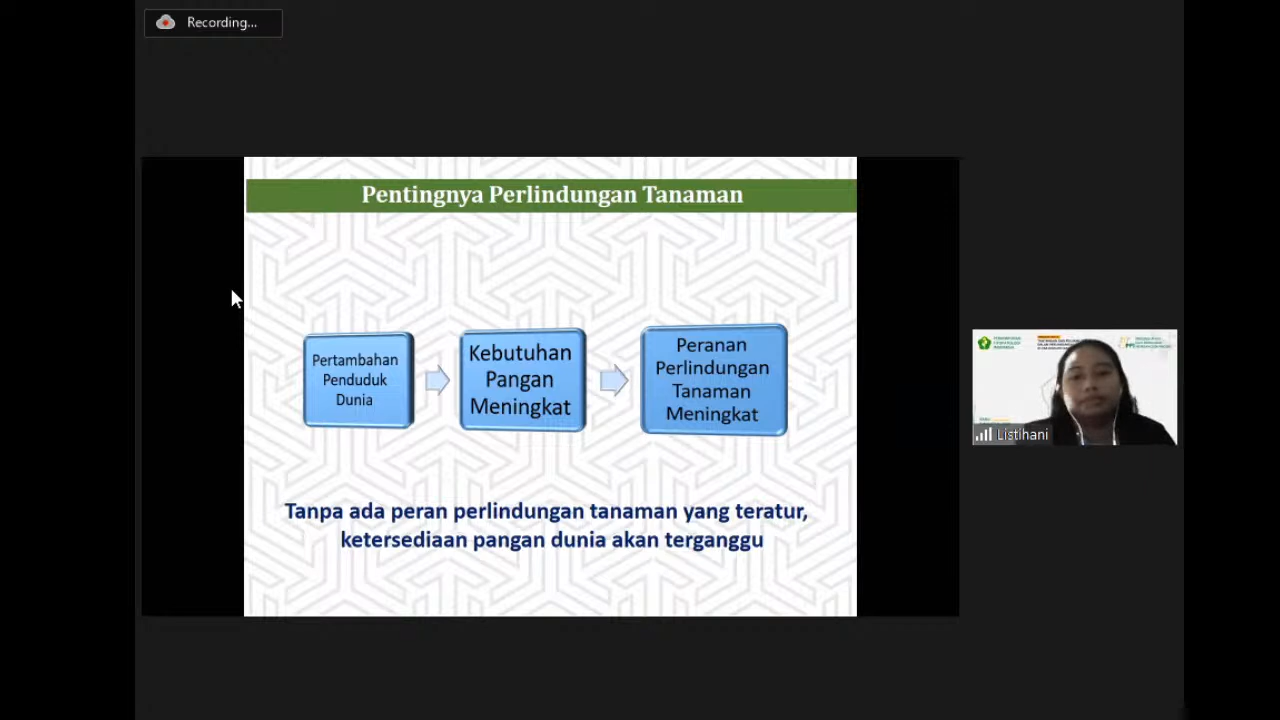 Recording...
Pentingnya Perlindungan Tanaman
Pertambahan
Penduduk
Dunia
Kebutuhan
Pangan
Meningkat
Peranan
Perlindungan
Tanaman
Meningkat
Tanpa ada peran perlindungan tanaman yang teratur,
ketersediaan pangan dunia akan terganggu
Listihani